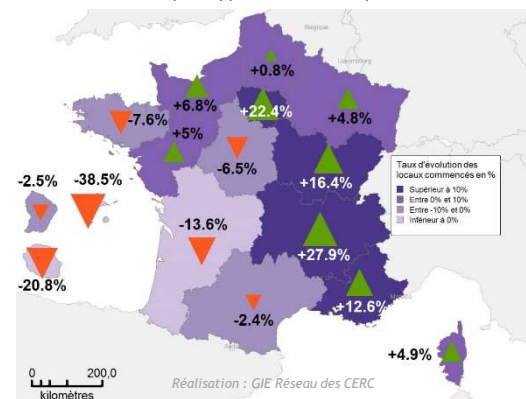 Belgique
Luxembourg
+0.8%
+6.8%
+22.4%
+4.8%
-7.6%
+5%
-6.5%
+16.4%
-2.5%
-38.5%
-13.6%
+27.9%
-20.8%
-2.4%
+12.6%
+4.9%
Taux d'évolution des
locaux commencés en %
Supérieur à 10%
Entre 0% et 10%
Entre -10% et 0%
Inférieur à 0%
0
200,0
kilomètres
Réalisation : GIE Réseau des CERC